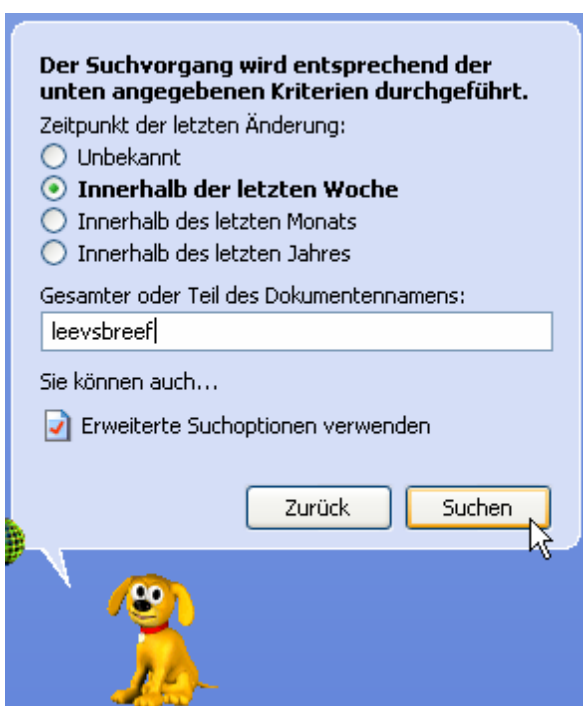 Der Suchvorgang wird entsprechend der
unten angegebenen Kriterien durchgeführt.
Zeitpunkt der letzten Änderung:
Unbekannt
Innerhalb der letzten Woche
Innerhalb des letzten Monats
Innerhalb des letzten Jahres
Gesamter oder Teil des Dokumentennamens:
leevsbreef
Sie können auch...
Erweiterte Suchoptionen verwenden
Zurück
Suchen